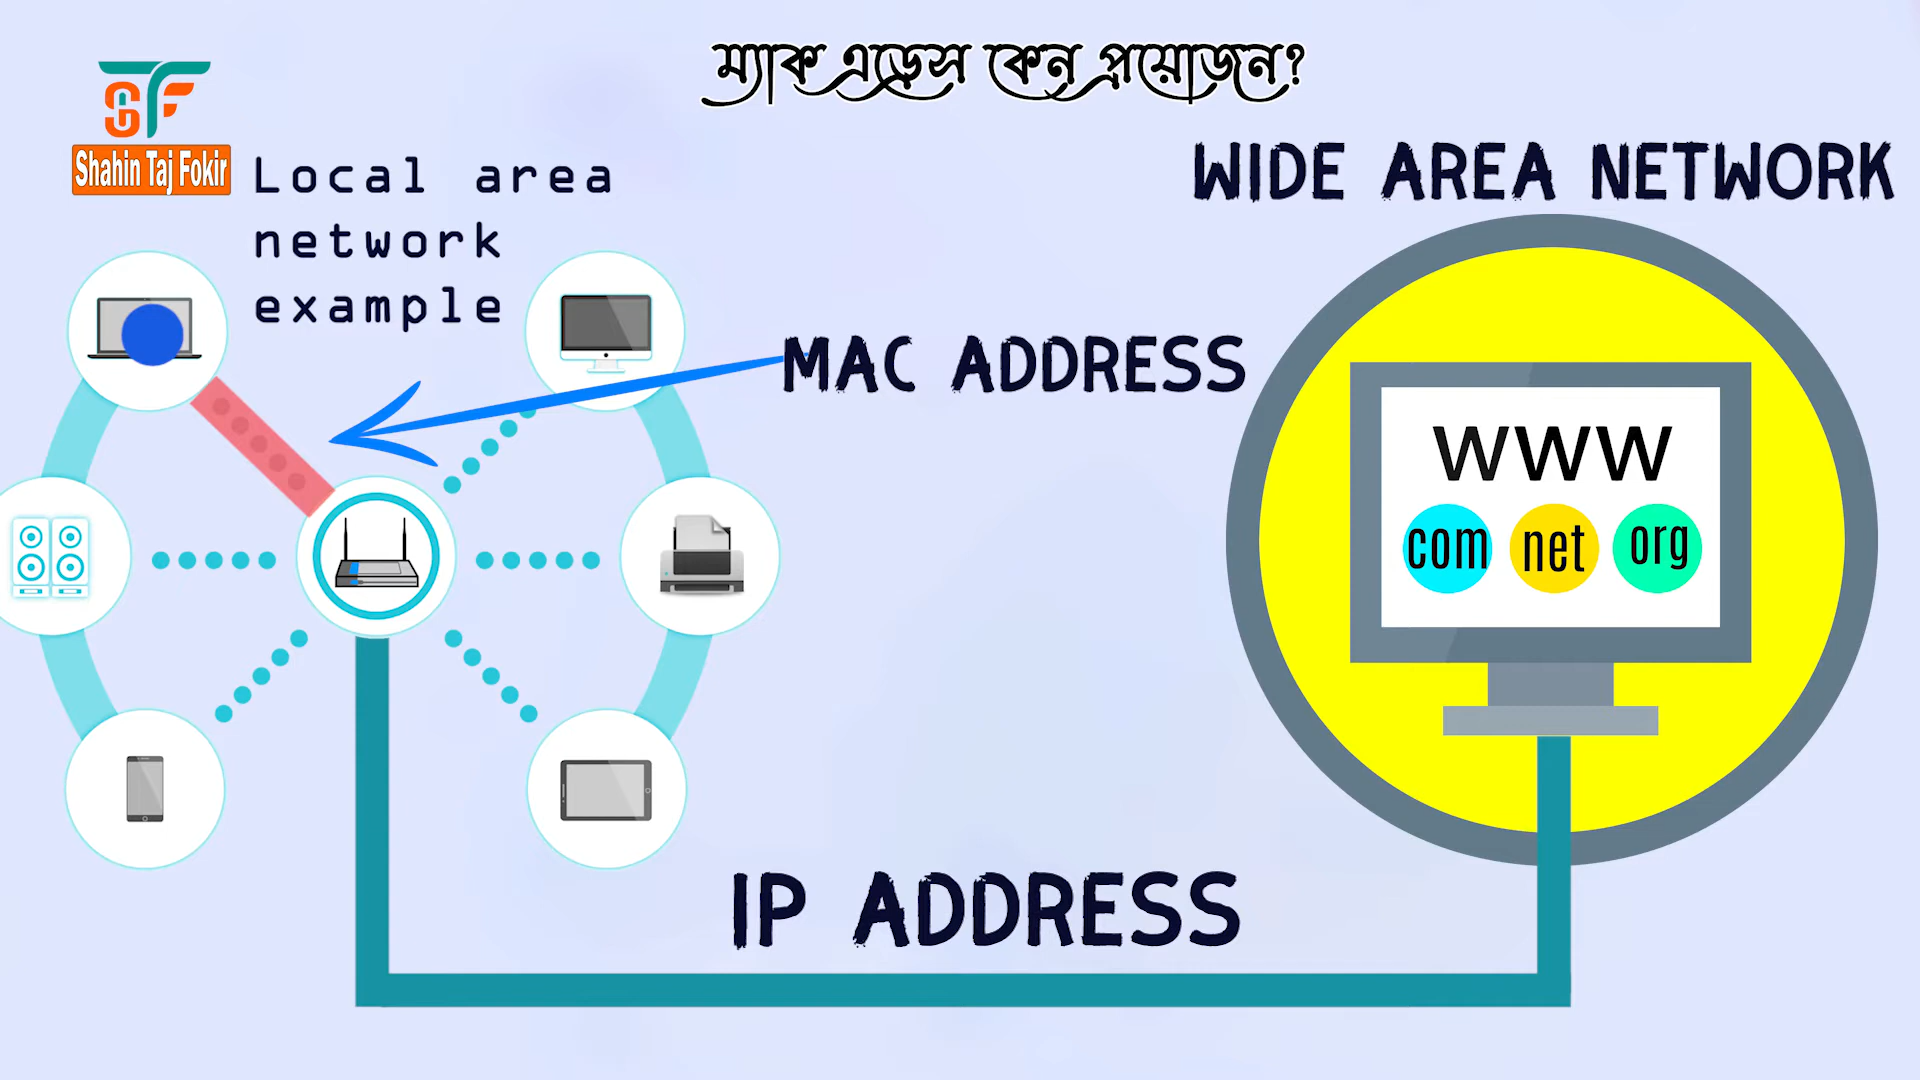 ম্যাক এড্রেস কেন প্রয়োজন?
STF
Shahin Taj Fokir
Local area
network
example
WIDE AREA NETWORK
MAC ADDRESS
www
com net org
IP ADDRESS